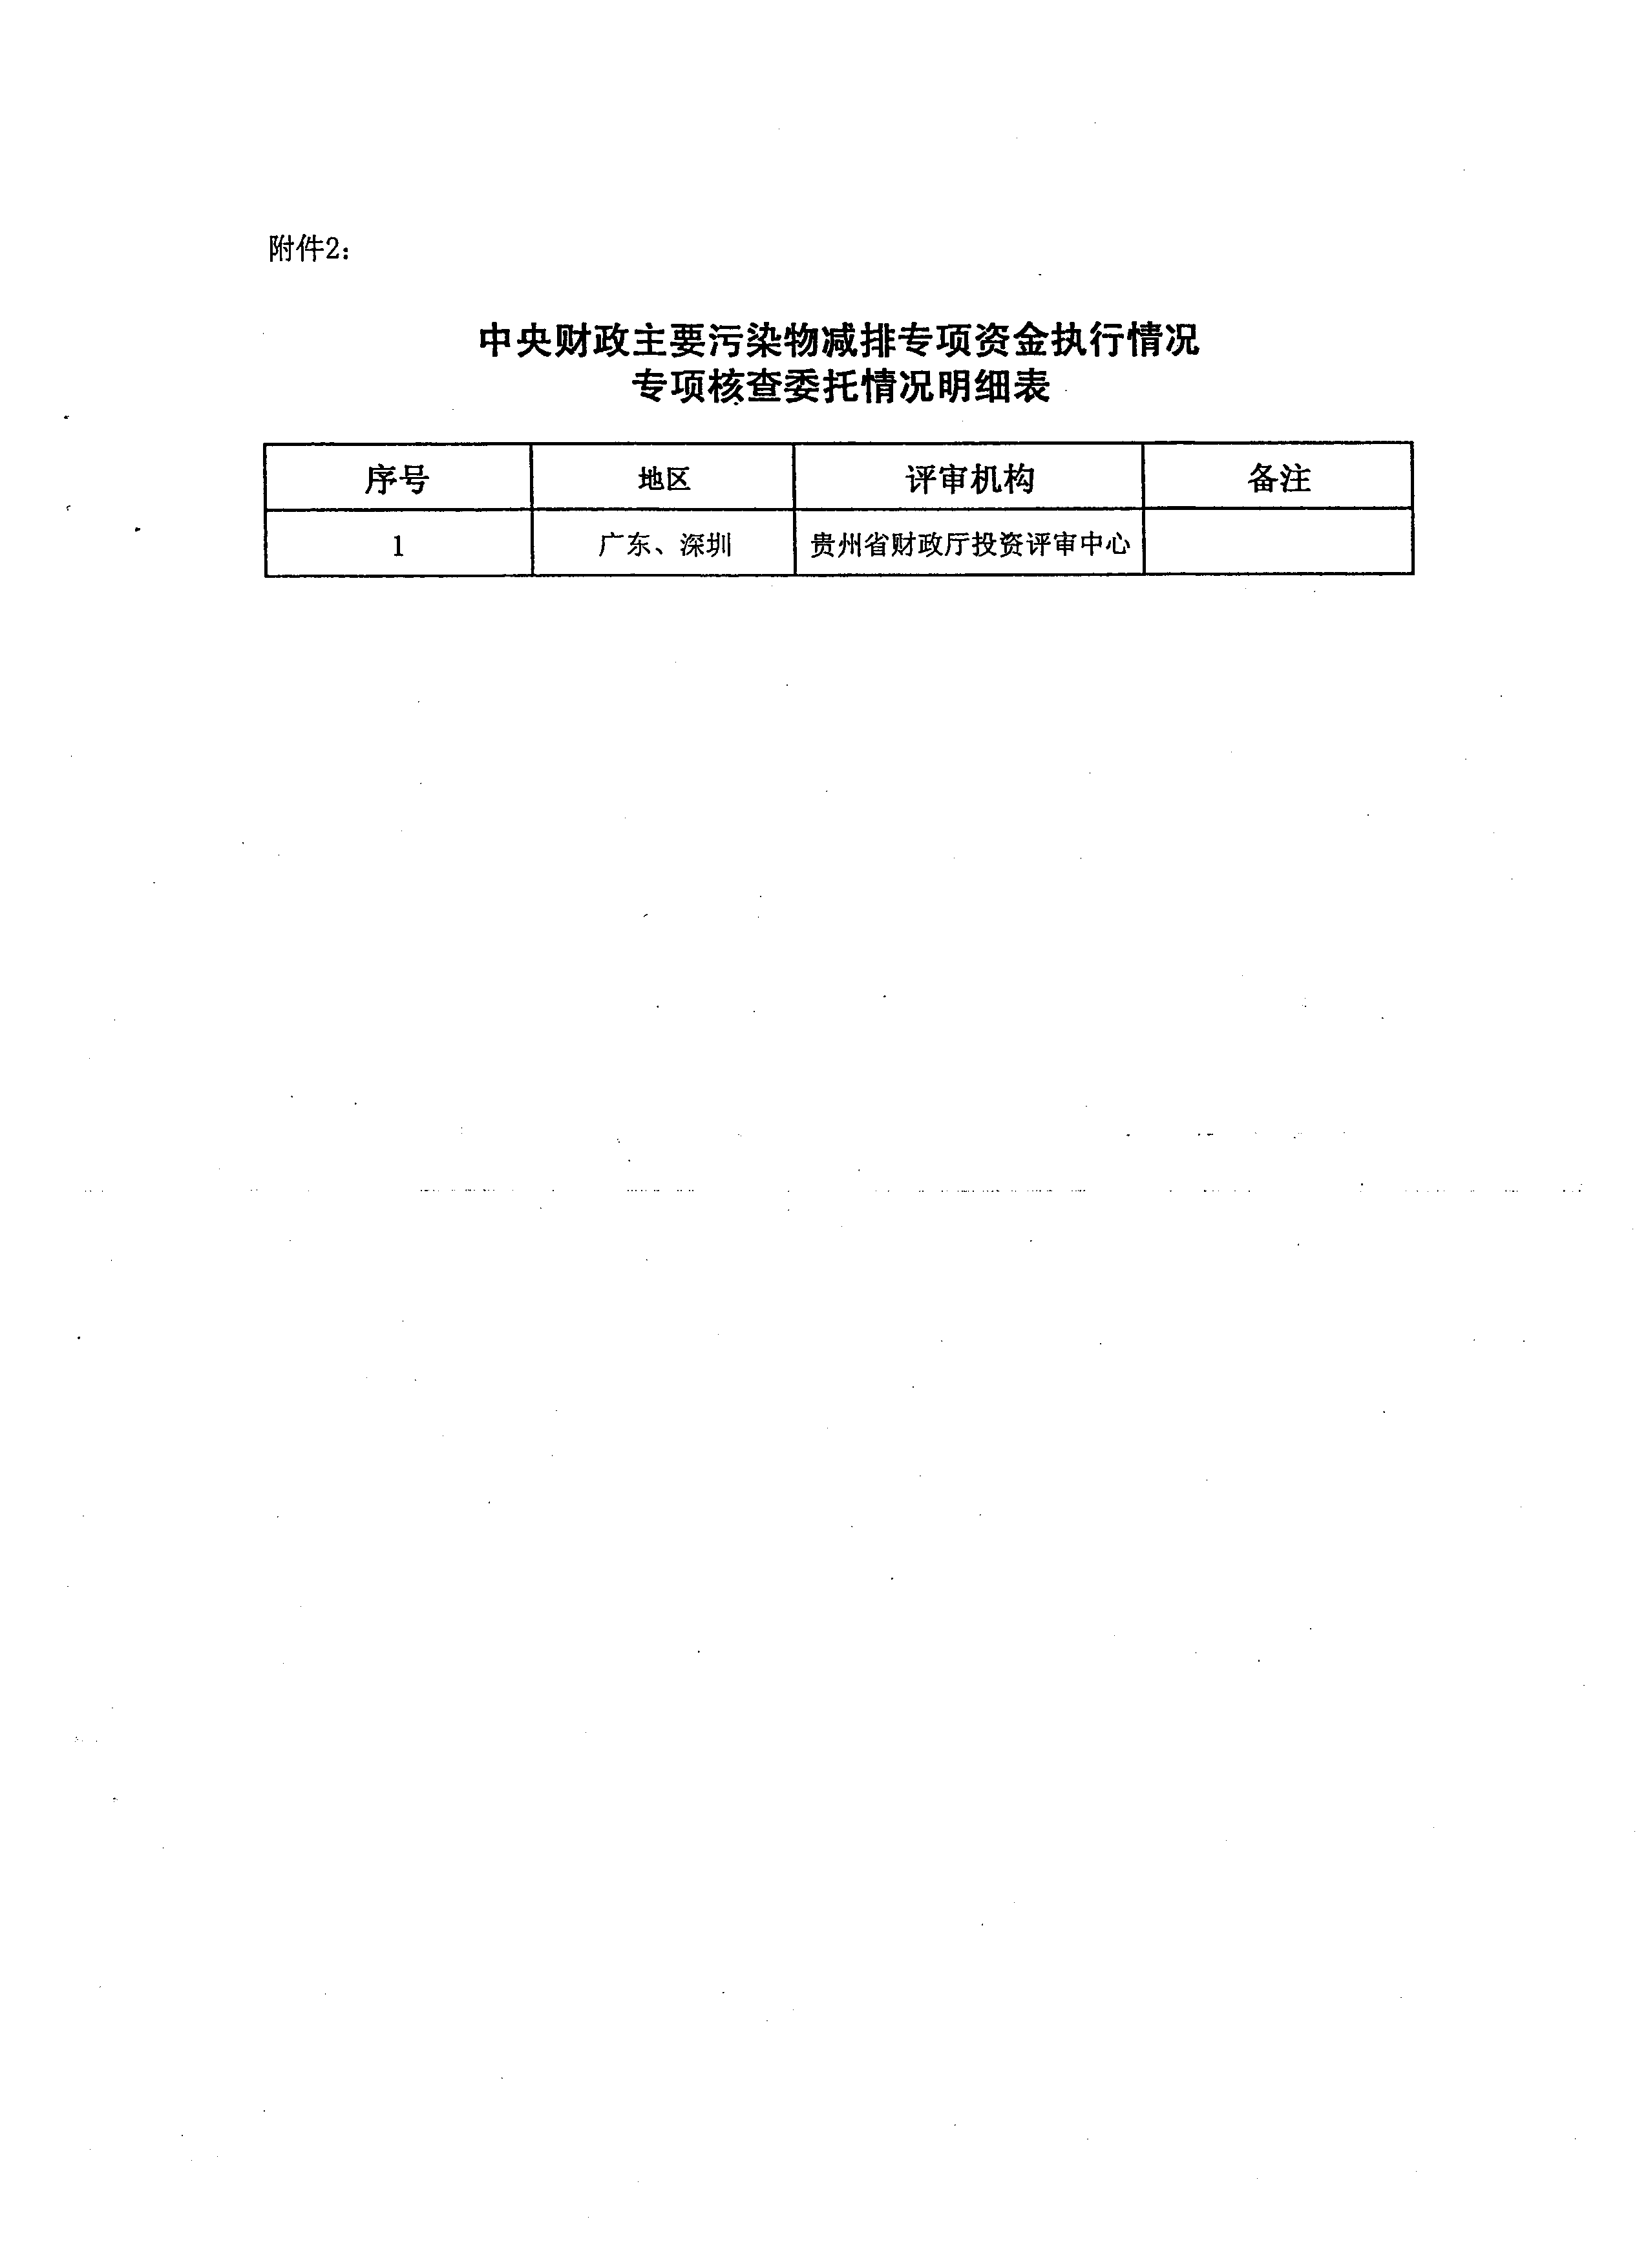 附件2:
中央财政主要污染物减排专项资金执行情况
专项核查委托情况明细表
序号 地区 评审机构 备注
1 广东、深圳 贵州省财政厅投资评审中心